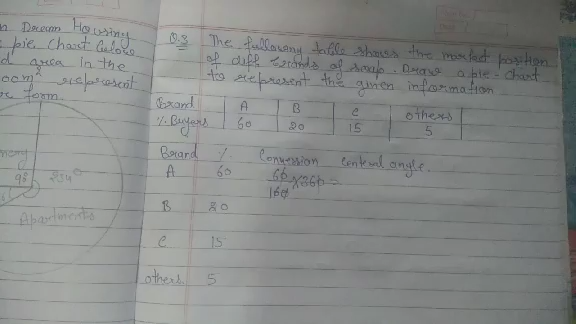 n Dream Housing
pie chart
d area in the
oom² represent
form
234°
Apartments
Q.3 The following table shows the market position
of diff brands of soap. Draw a pie-chart
to represent the given information
Brand A B C others
% Buyers 60 20 15 5
Brand % Conversion central angle.
A 60 60/100 × 360 =
B 20
C 15
others 5